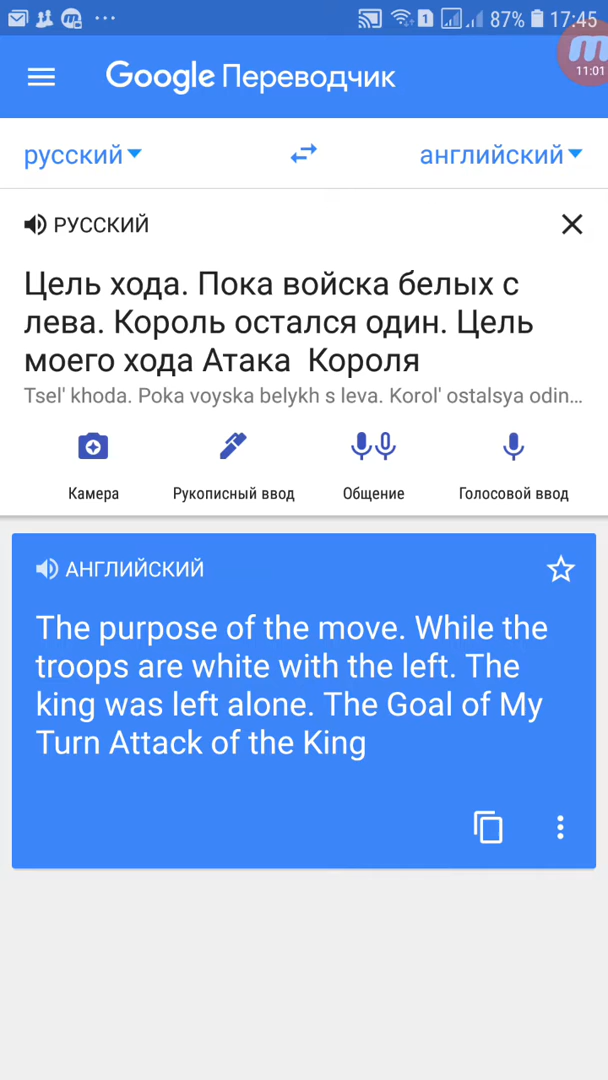 1 87% 17:45
Google Переводчик
11:01
русский английский
РУССКИЙ
Цель хода. Пока войска белых с
лева. Король остался один. Цель
моего хода Атака  Короля
Tsel' khoda. Poka voyska belykh s leva. Korol' ostalsya odin...
Камера Рукописный ввод Общение Голосовой ввод
АНГЛИЙСКИЙ
The purpose of the move. While the
troops are white with the left. The
king was left alone. The Goal of My
Turn Attack of the King